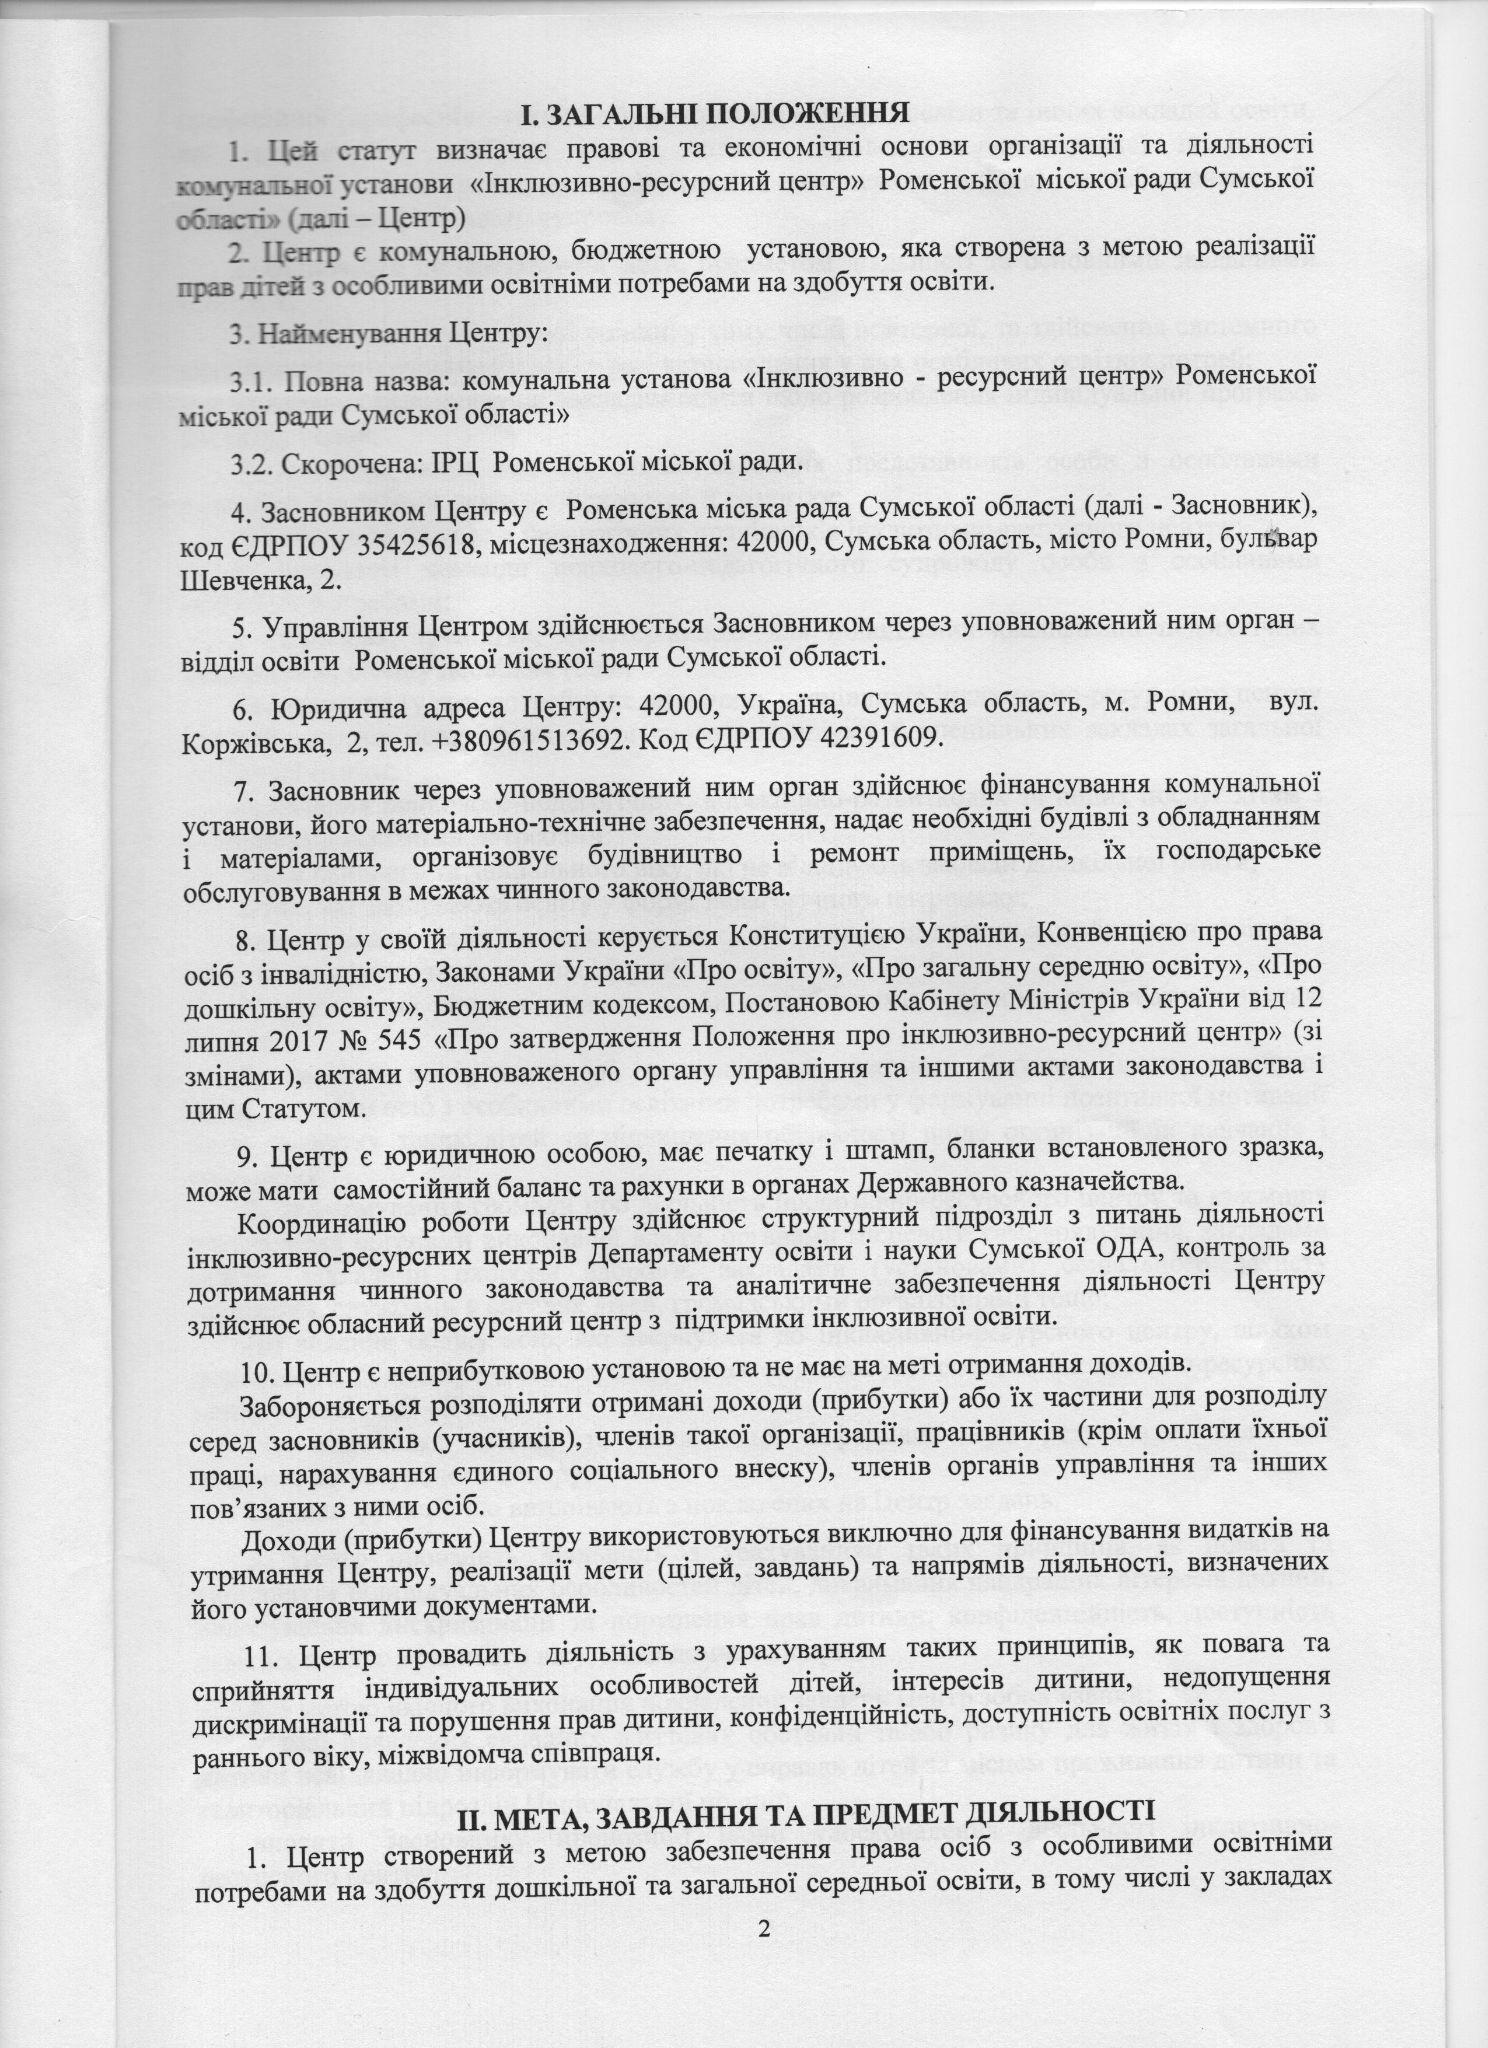 І. ЗАГАЛЬНІ ПОЛОЖЕННЯ
1. Цей статут визначає правові та економічні основи організації та діяльності
комунальної установи «Інклюзивно-ресурсний центр» Роменської міської ради Сумської
області» (далі – Центр)
2. Центр є комунальною, бюджетною установою, яка створена з метою реалізації
прав дітей з особливими освітніми потребами на здобуття освіти.
3. Найменування Центру:
3.1. Повна назва: комунальна установа «Інклюзивно - ресурсний центр» Роменської
міської ради Сумської області»
3.2. Скорочена: ІРЦ Роменської міської ради.
4. Засновником Центру є Роменська міська рада Сумської області (далі - Засновник),
код ЄДРПОУ 35425618, місцезнаходження: 42000, Сумська область, місто Ромни, бульвар
Шевченка, 2.
5. Управління Центром здійснюється Засновником через уповноважений ним орган –
відділ освіти Роменської міської ради Сумської області.
6. Юридична адреса Центру: 42000, Україна, Сумська область, м. Ромни, вул.
Коржівська, 2, тел. +380961513692. Код ЄДРПОУ 42391609.
7. Засновник через уповноважений ним орган здійснює фінансування комунальної
установи, його матеріально-технічне забезпечення, надає необхідні будівлі з обладнанням
і матеріалами, організовує будівництво і ремонт приміщень, їх господарське
обслуговування в межах чинного законодавства.
8. Центр у своїй діяльності керується Конституцією України, Конвенцією про права
осіб з інвалідністю, Законами України «Про освіту», «Про загальну середню освіту», «Про
дошкільну освіту», Бюджетним кодексом, Постановою Кабінету Міністрів України від 12
липня 2017 № 545 «Про затвердження Положення про інклюзивно-ресурсний центр» (зі
змінами), актами уповноваженого органу управління та іншими актами законодавства і
цим Статутом.
9. Центр є юридичною особою, має печатку і штамп, бланки встановленого зразка,
може мати самостійний баланс та рахунки в органах Державного казначейства.
Координацію роботи Центру здійснює структурний підрозділ з питань діяльності
інклюзивно-ресурсних центрів Департаменту освіти і науки Сумської ОДА, контроль за
дотримання чинного законодавства та аналітичне забезпечення діяльності Центру
здійснює обласний ресурсний центр з підтримки інклюзивної освіти.
10. Центр є неприбутковою установою та не має на меті отримання доходів.
Забороняється розподіляти отримані доходи (прибутки) або їх частини для розподілу
серед засновників (учасників), членів такої організації, працівників (крім оплати їхньої
праці, нарахування єдиного соціального внеску), членів органів управління та інших
пов’язаних з ними осіб.
Доходи (прибутки) Центру використовуються виключно для фінансування видатків на
утримання Центру, реалізації мети (цілей, завдань) та напрямів діяльності, визначених
його установчими документами.
11. Центр провадить діяльність з урахуванням таких принципів, як повага та
сприйняття індивідуальних особливостей дітей, інтересів дитини, недопущення
дискримінації та порушення прав дитини, конфіденційність, доступність освітніх послуг з
раннього віку, міжвідомча співпраця.
ІІ. МЕТА, ЗАВДАННЯ ТА ПРЕДМЕТ ДІЯЛЬНОСТІ
1. Центр створений з метою забезпечення права осіб з особливими освітніми
потребами на здобуття дошкільної та загальної середньої освіти, в тому числі у закладах
2